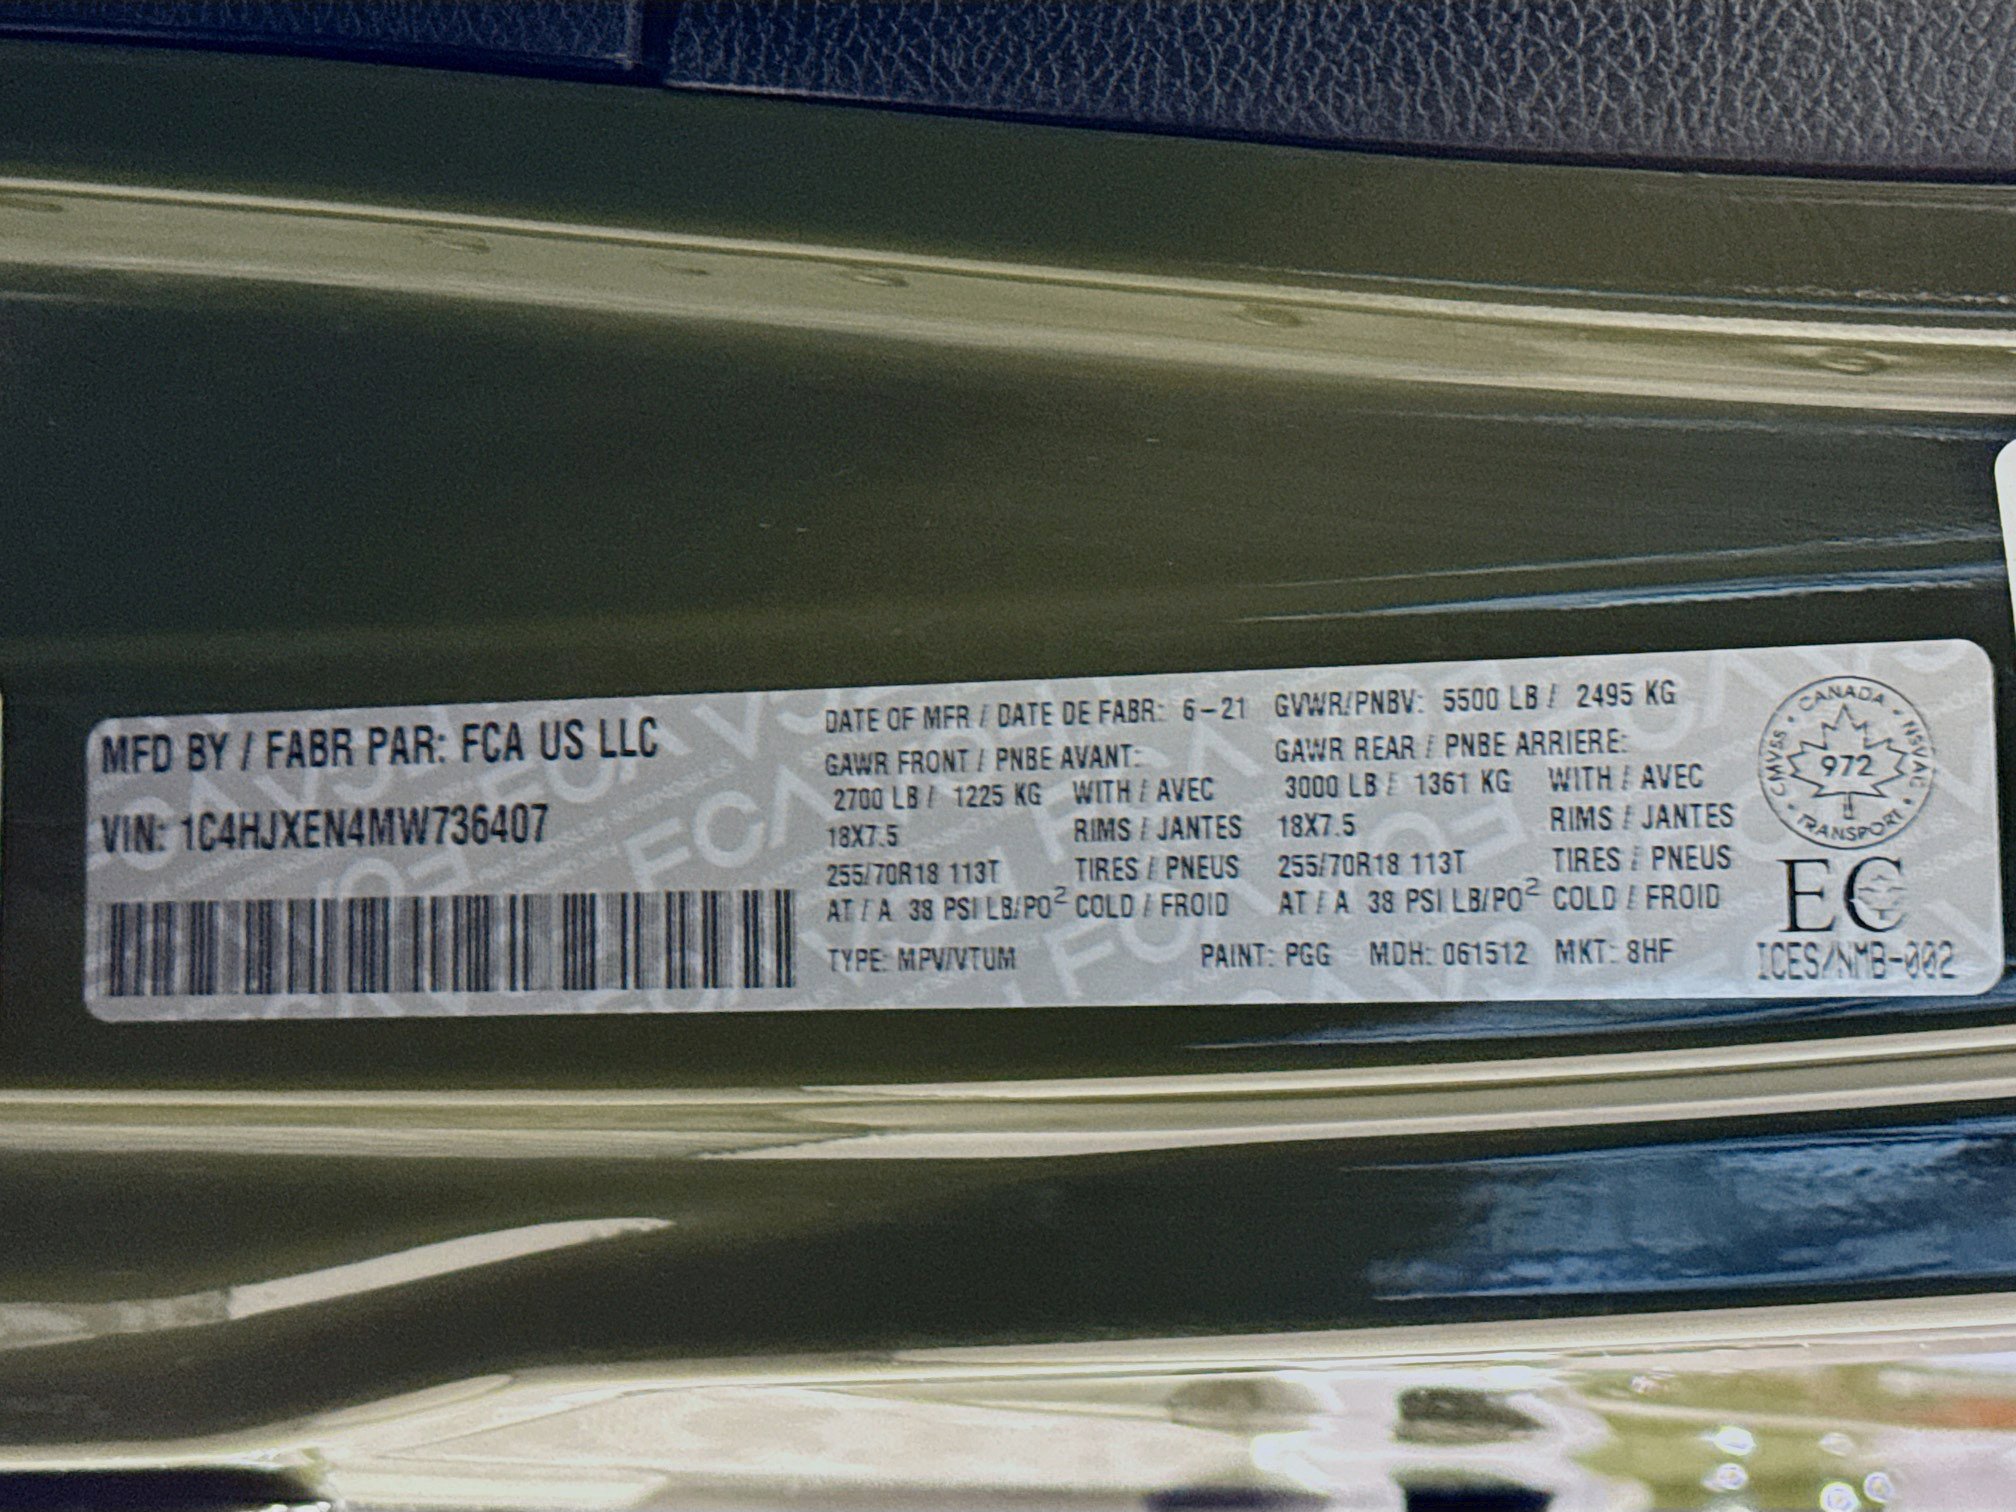 MFD BY / FABR PAR: FCA US LLC
VIN: 1C4HJXEN4MW736407
DATE OF MFR / DATE DE FABR: 6-21 GVWR/PNBV: 5500 LB / 2495 KG
GAWR FRONT / PNBE AVANT: GAWR REAR / PNBE ARRIERE:
2700 LB / 1225 KG WITH / AVEC 3000 LB / 1361 KG WITH / AVEC
18X7.5 RIMS / JANTES 18X7.5 RIMS / JANTES
255/70R18 113T TIRES / PNEUS 255/70R18 113T TIRES / PNEUS
AT / A 38 PSI LB/PO² COLD / FROID AT / A 38 PSI LB/PO² COLD / FROID
TYPE: MPV/VTUM PAINT: PGG MDH: 061512 MKT: 8HF
CANADA • NSVAC • TRANSPORT • CMVSS •
972
EC
ICES/NMB-002